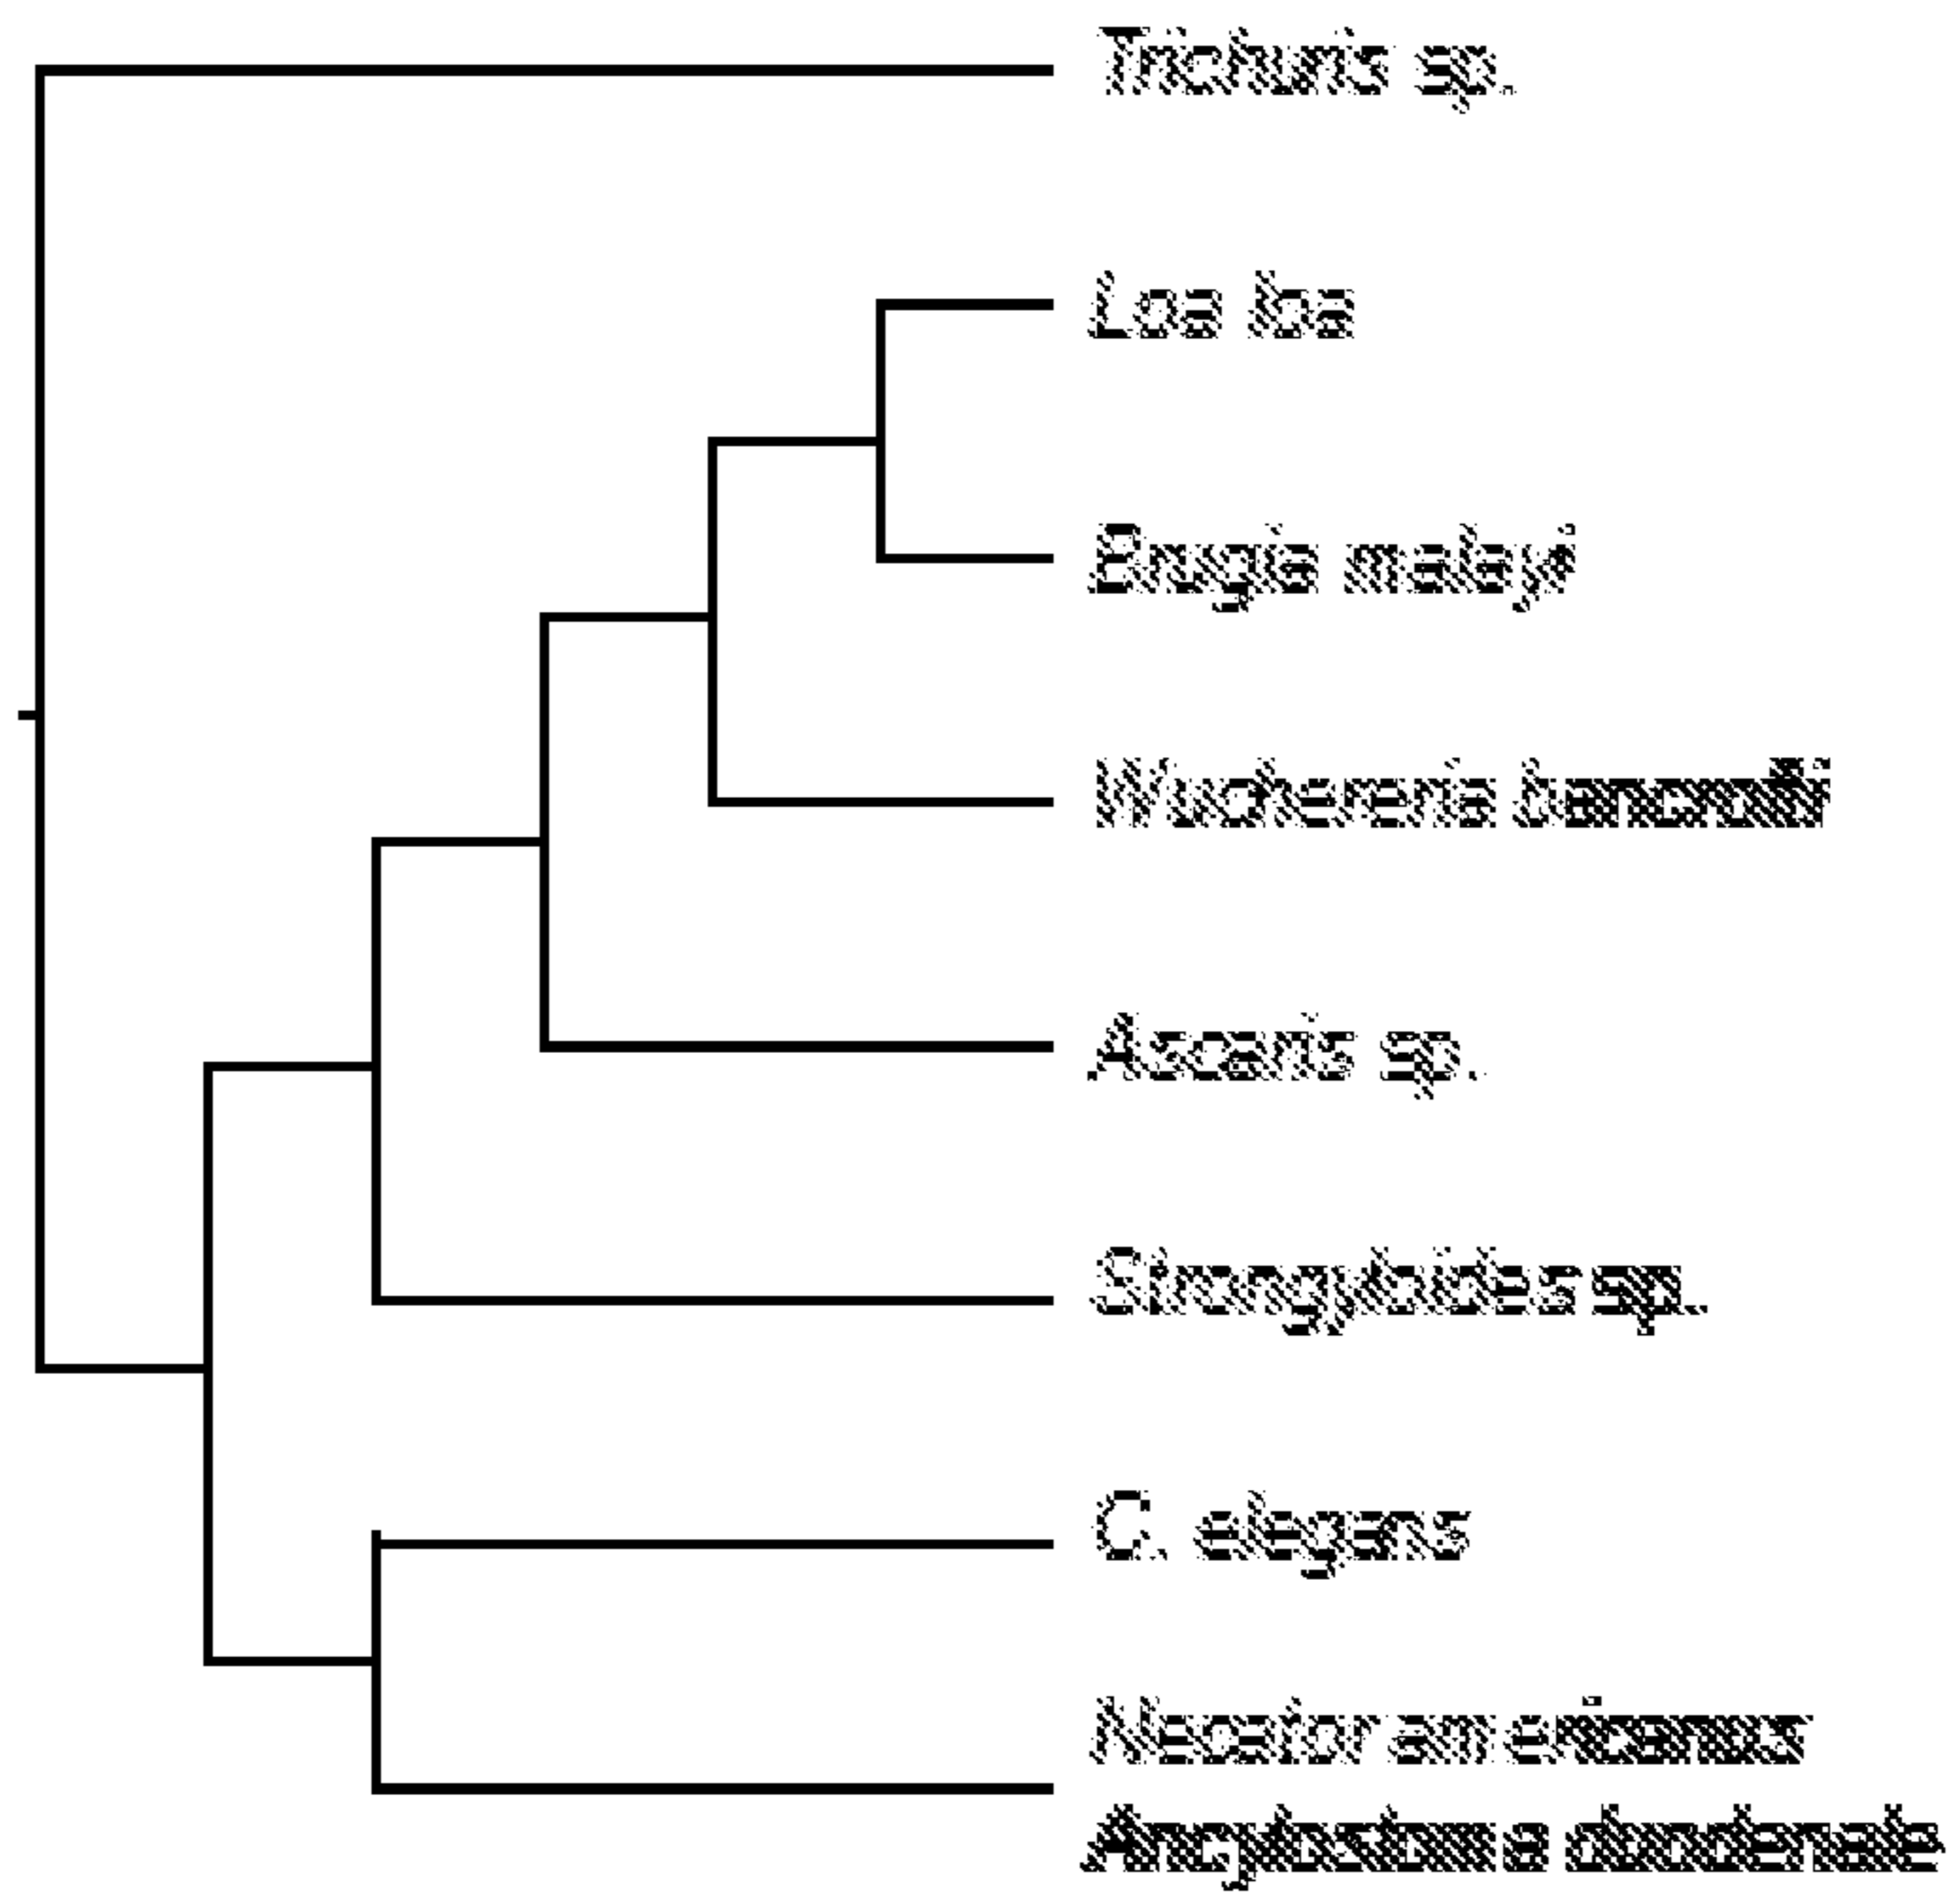 Trichuris sp.
Loa loa
Brugia malayi
Wuchereria bancrofti
Ascaris sp.
Strongyloides sp.
C. elegans
Necator americanus
Ancylostoma duodenale